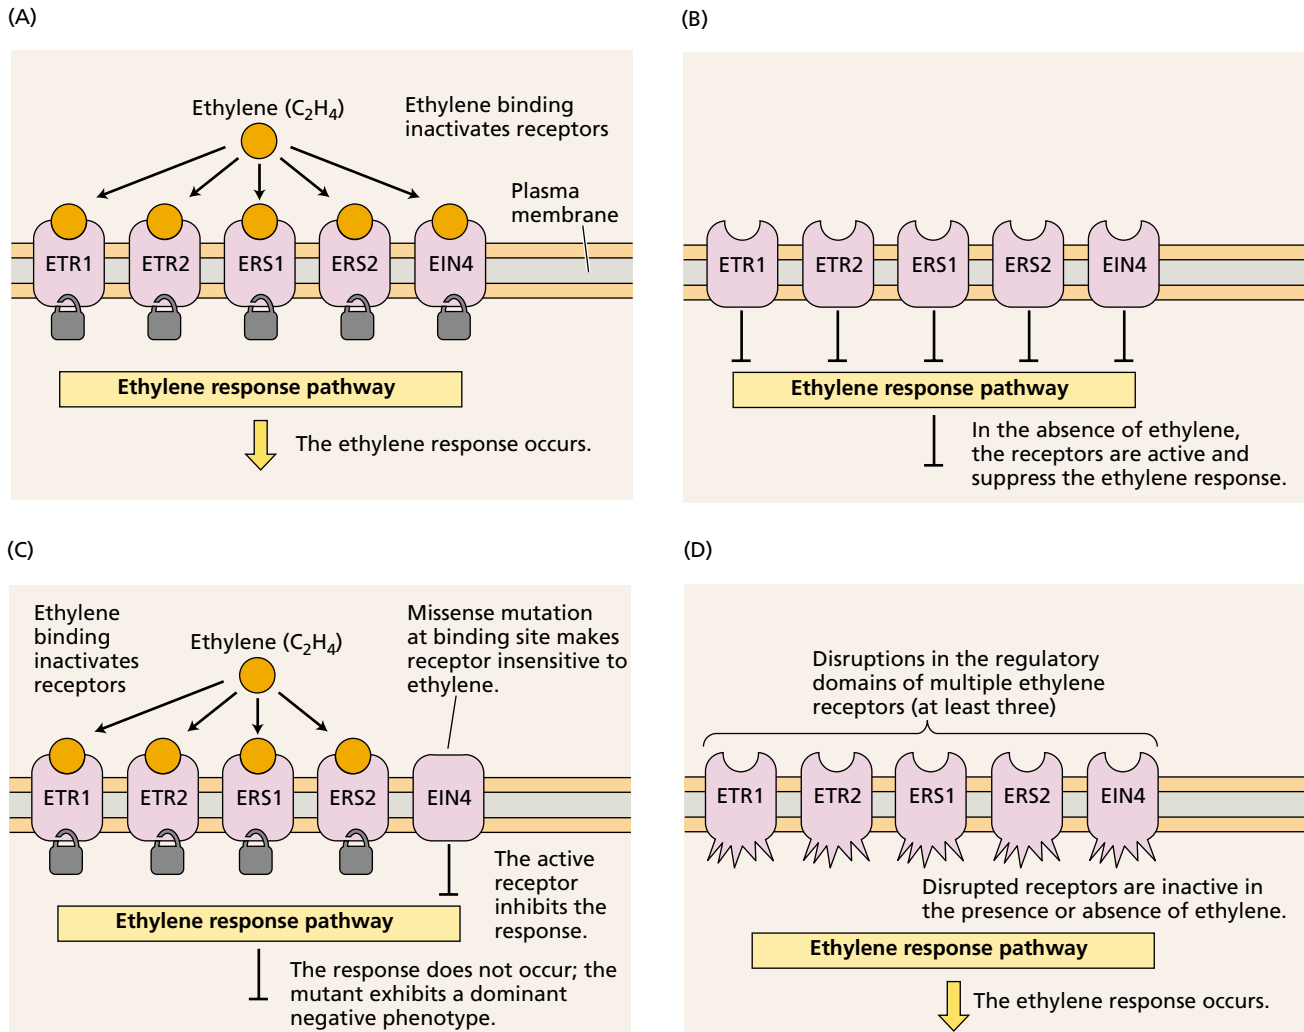 (A)
Ethylene (C₂H₄)
Ethylene binding
inactivates receptors
Plasma
membrane
ETR1
ETR2
ERS1
ERS2
EIN4
Ethylene response pathway
The ethylene response occurs.
(B)
ETR1
ETR2
ERS1
ERS2
EIN4
Ethylene response pathway
In the absence of ethylene,
the receptors are active and
suppress the ethylene response.
(C)
Ethylene
binding
inactivates
receptors
Ethylene (C₂H₄)
Missense mutation
at binding site makes
receptor insensitive to
ethylene.
ETR1
ETR2
ERS1
ERS2
EIN4
The active
receptor
inhibits the
response.
Ethylene response pathway
The response does not occur; the
mutant exhibits a dominant
negative phenotype.
(D)
Disruptions in the regulatory
domains of multiple ethylene
receptors (at least three)
ETR1
ETR2
ERS1
ERS2
EIN4
Disrupted receptors are inactive in
the presence or absence of ethylene.
Ethylene response pathway
The ethylene response occurs.